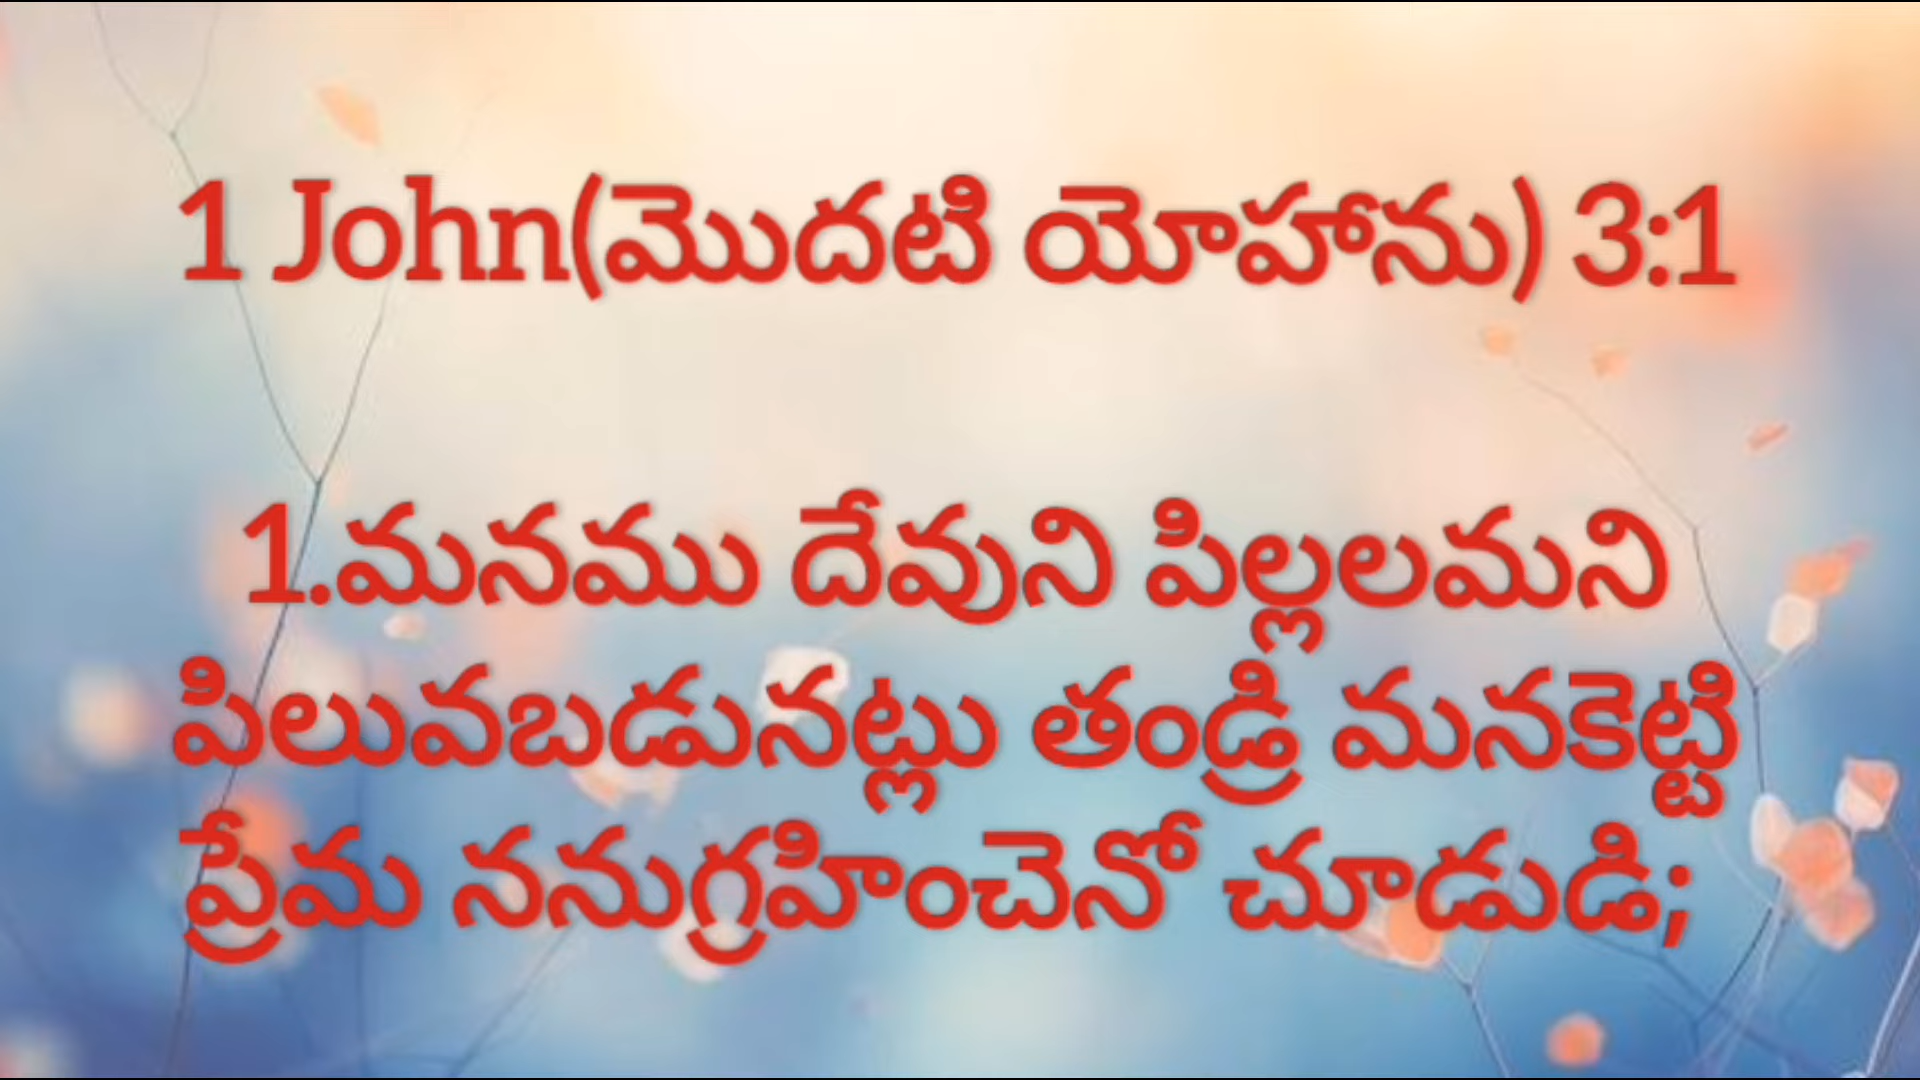 1 John(మొదటి యోహాను) 3:1
1.మనము దేవుని పిల్లలమని
పిలువబడునట్లు తండ్రి మనకెట్టి
ప్రేమ ననుగ్రహించెనో చూడుడి;